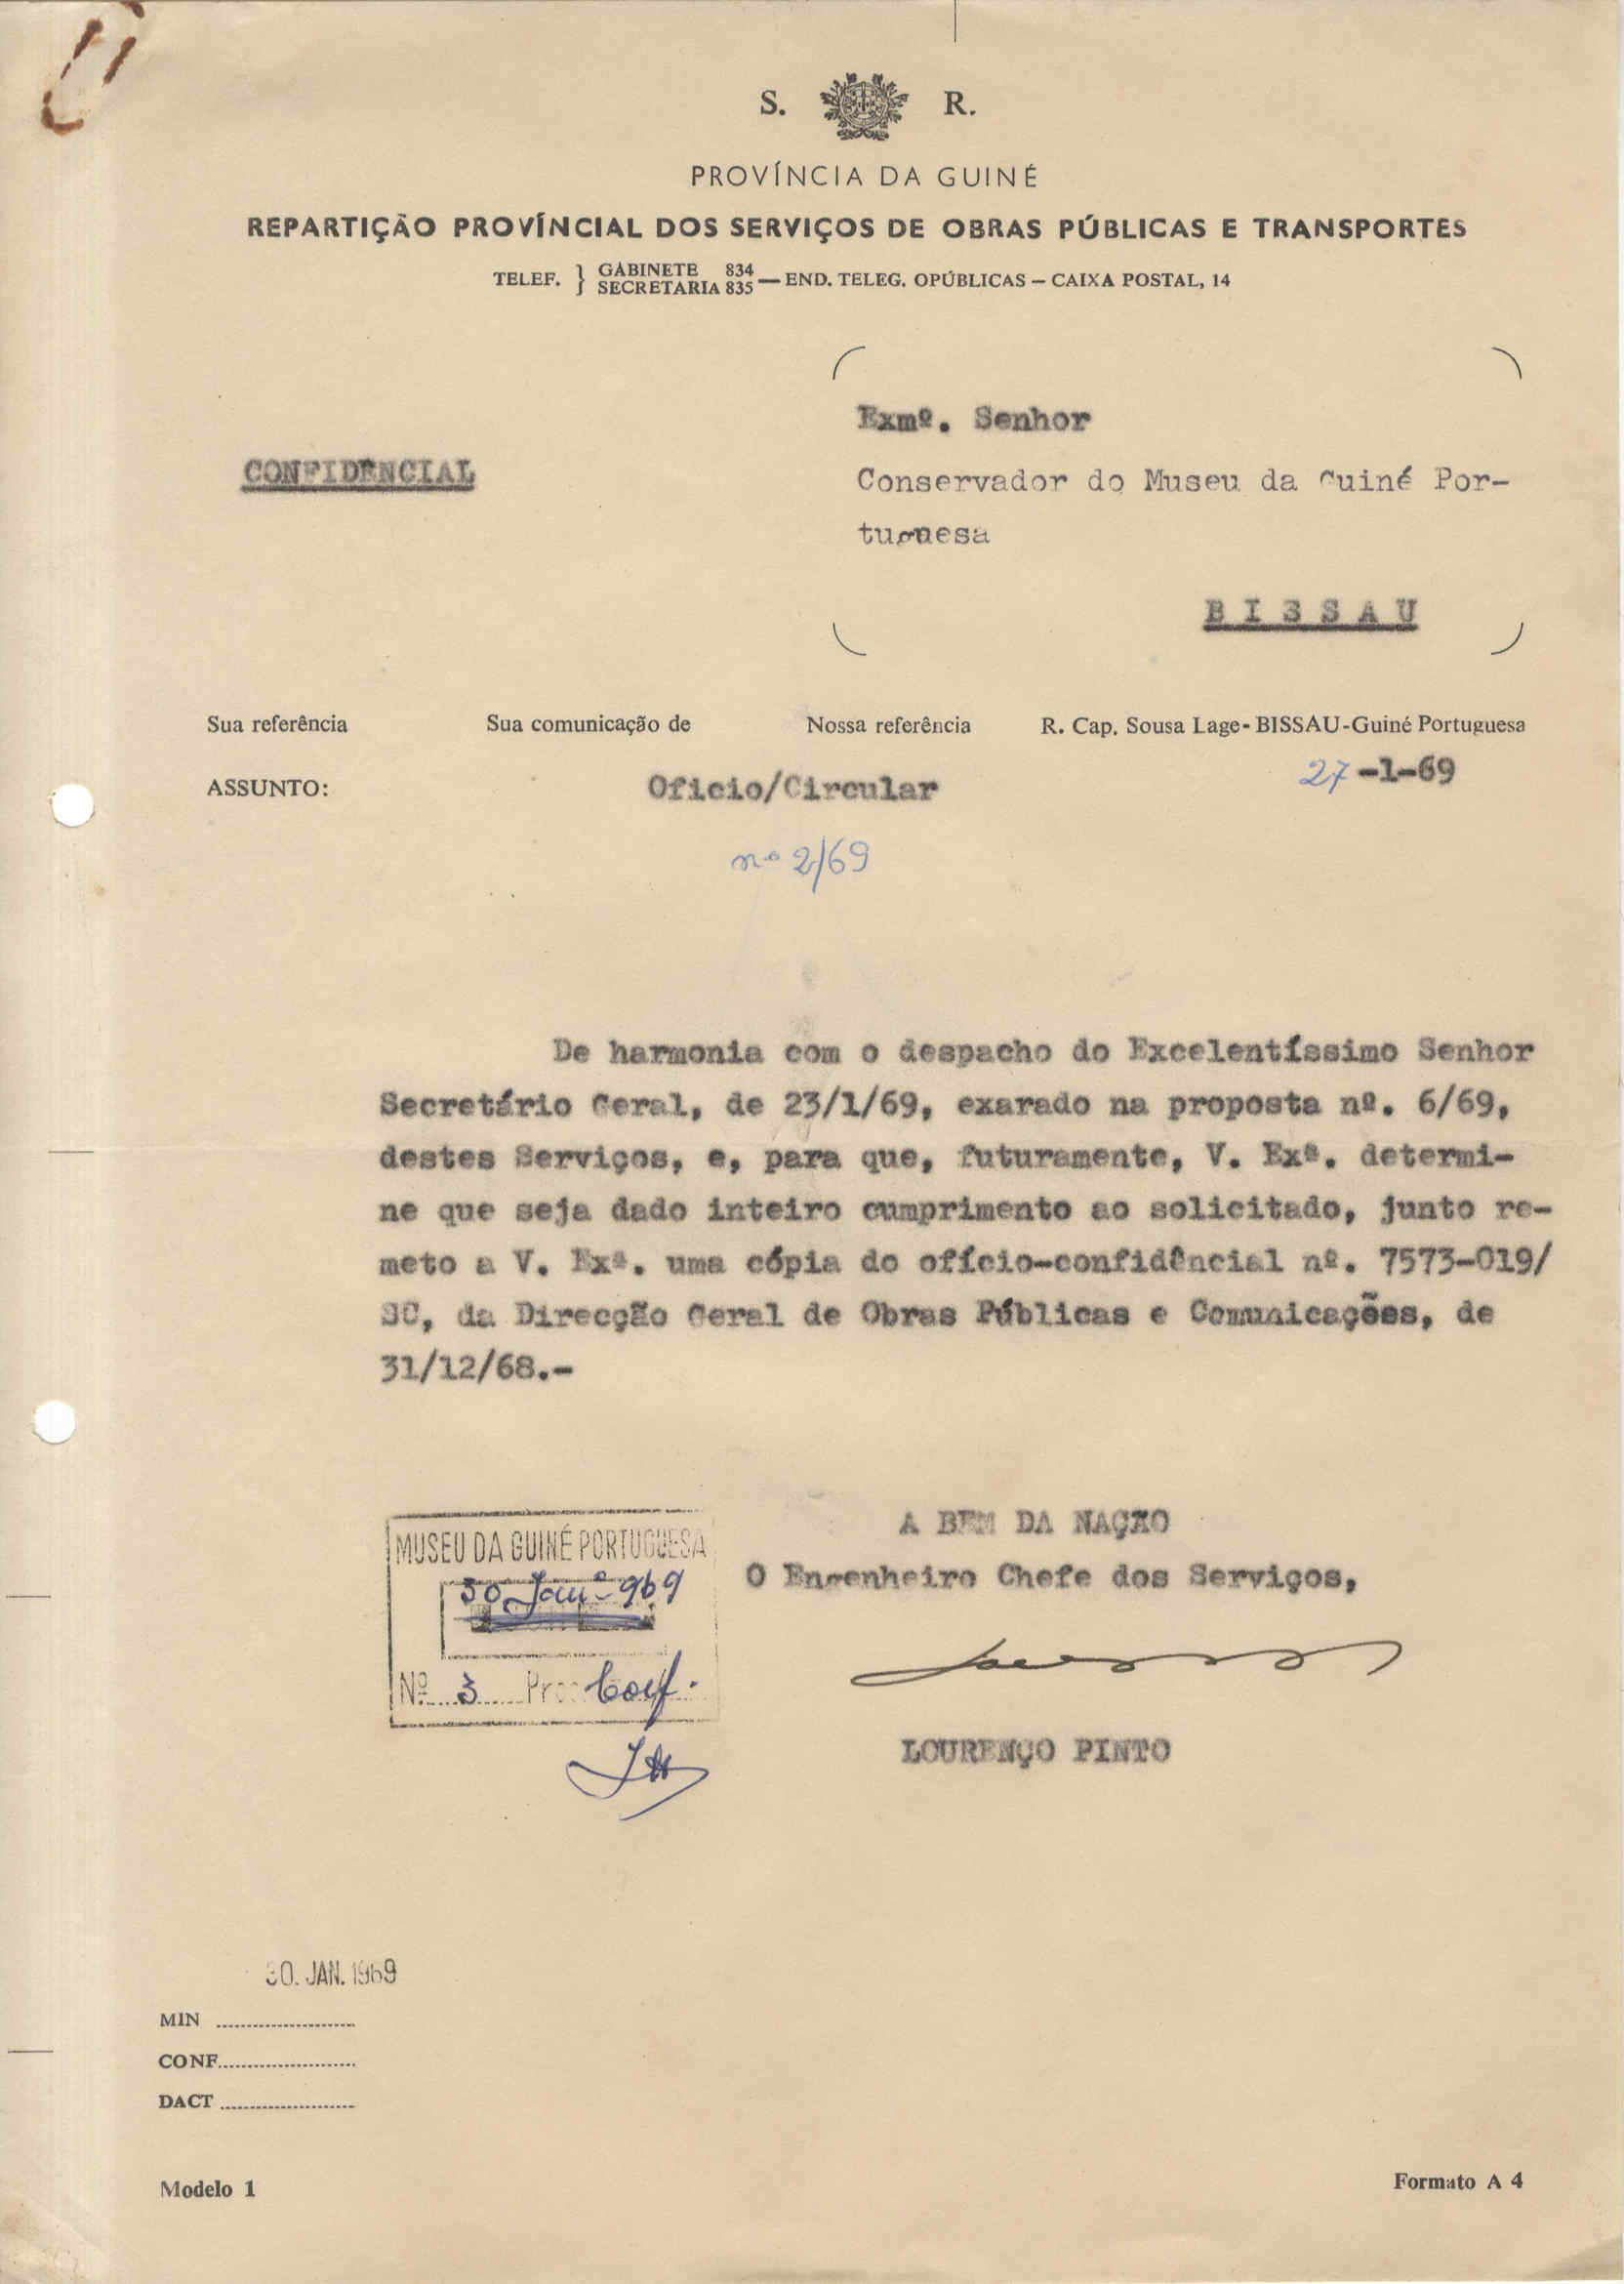 S. R.
PROVÍNCIA DA GUINÉ
REPARTIÇÃO PROVÍNCIAL DOS SERVIÇOS DE OBRAS PÚBLICAS E TRANSPORTES
TELEF. } GABINETE 834
SECRETARIA 835 — END. TELEG. OPÚBLICAS — CAIXA POSTAL, 14
Exmº. Senhor
CONFIDENCIAL
Conservador do Museu da Guiné Por-
tuguesa
BISSAU
Sua referência Sua comunicação de Nossa referência R. Cap. Sousa Lage-BISSAU-Guiné Portuguesa
27-1-69
ASSUNTO: Oficio/Circular
nº 2/69
De harmonia com o despacho do Excelentíssimo Senhor
Secretário Geral, de 23/1/69, exarado na proposta nº. 6/69,
destes Serviços, e, para que, futuramente, V. Exª. determi-
ne que seja dado inteiro cumprimento ao solicitado, junto re-
meto a V. Exª. uma cópia do ofício-confidêncial nº. 7573-019/
SC, da Direcção Geral de Obras Públicas e Comunicações, de
31/12/68.-
A BEM DA NAÇÃO
O Engenheiro Chefe dos Serviços,
LOURENÇO PINTO
MUSEU DA GUINÉ PORTUGUESA
30 Janº 969
Nº 3 Proc Conf.
30. JAN. 1969
MIN
CONF
DACT
Modelo 1
Formato A 4